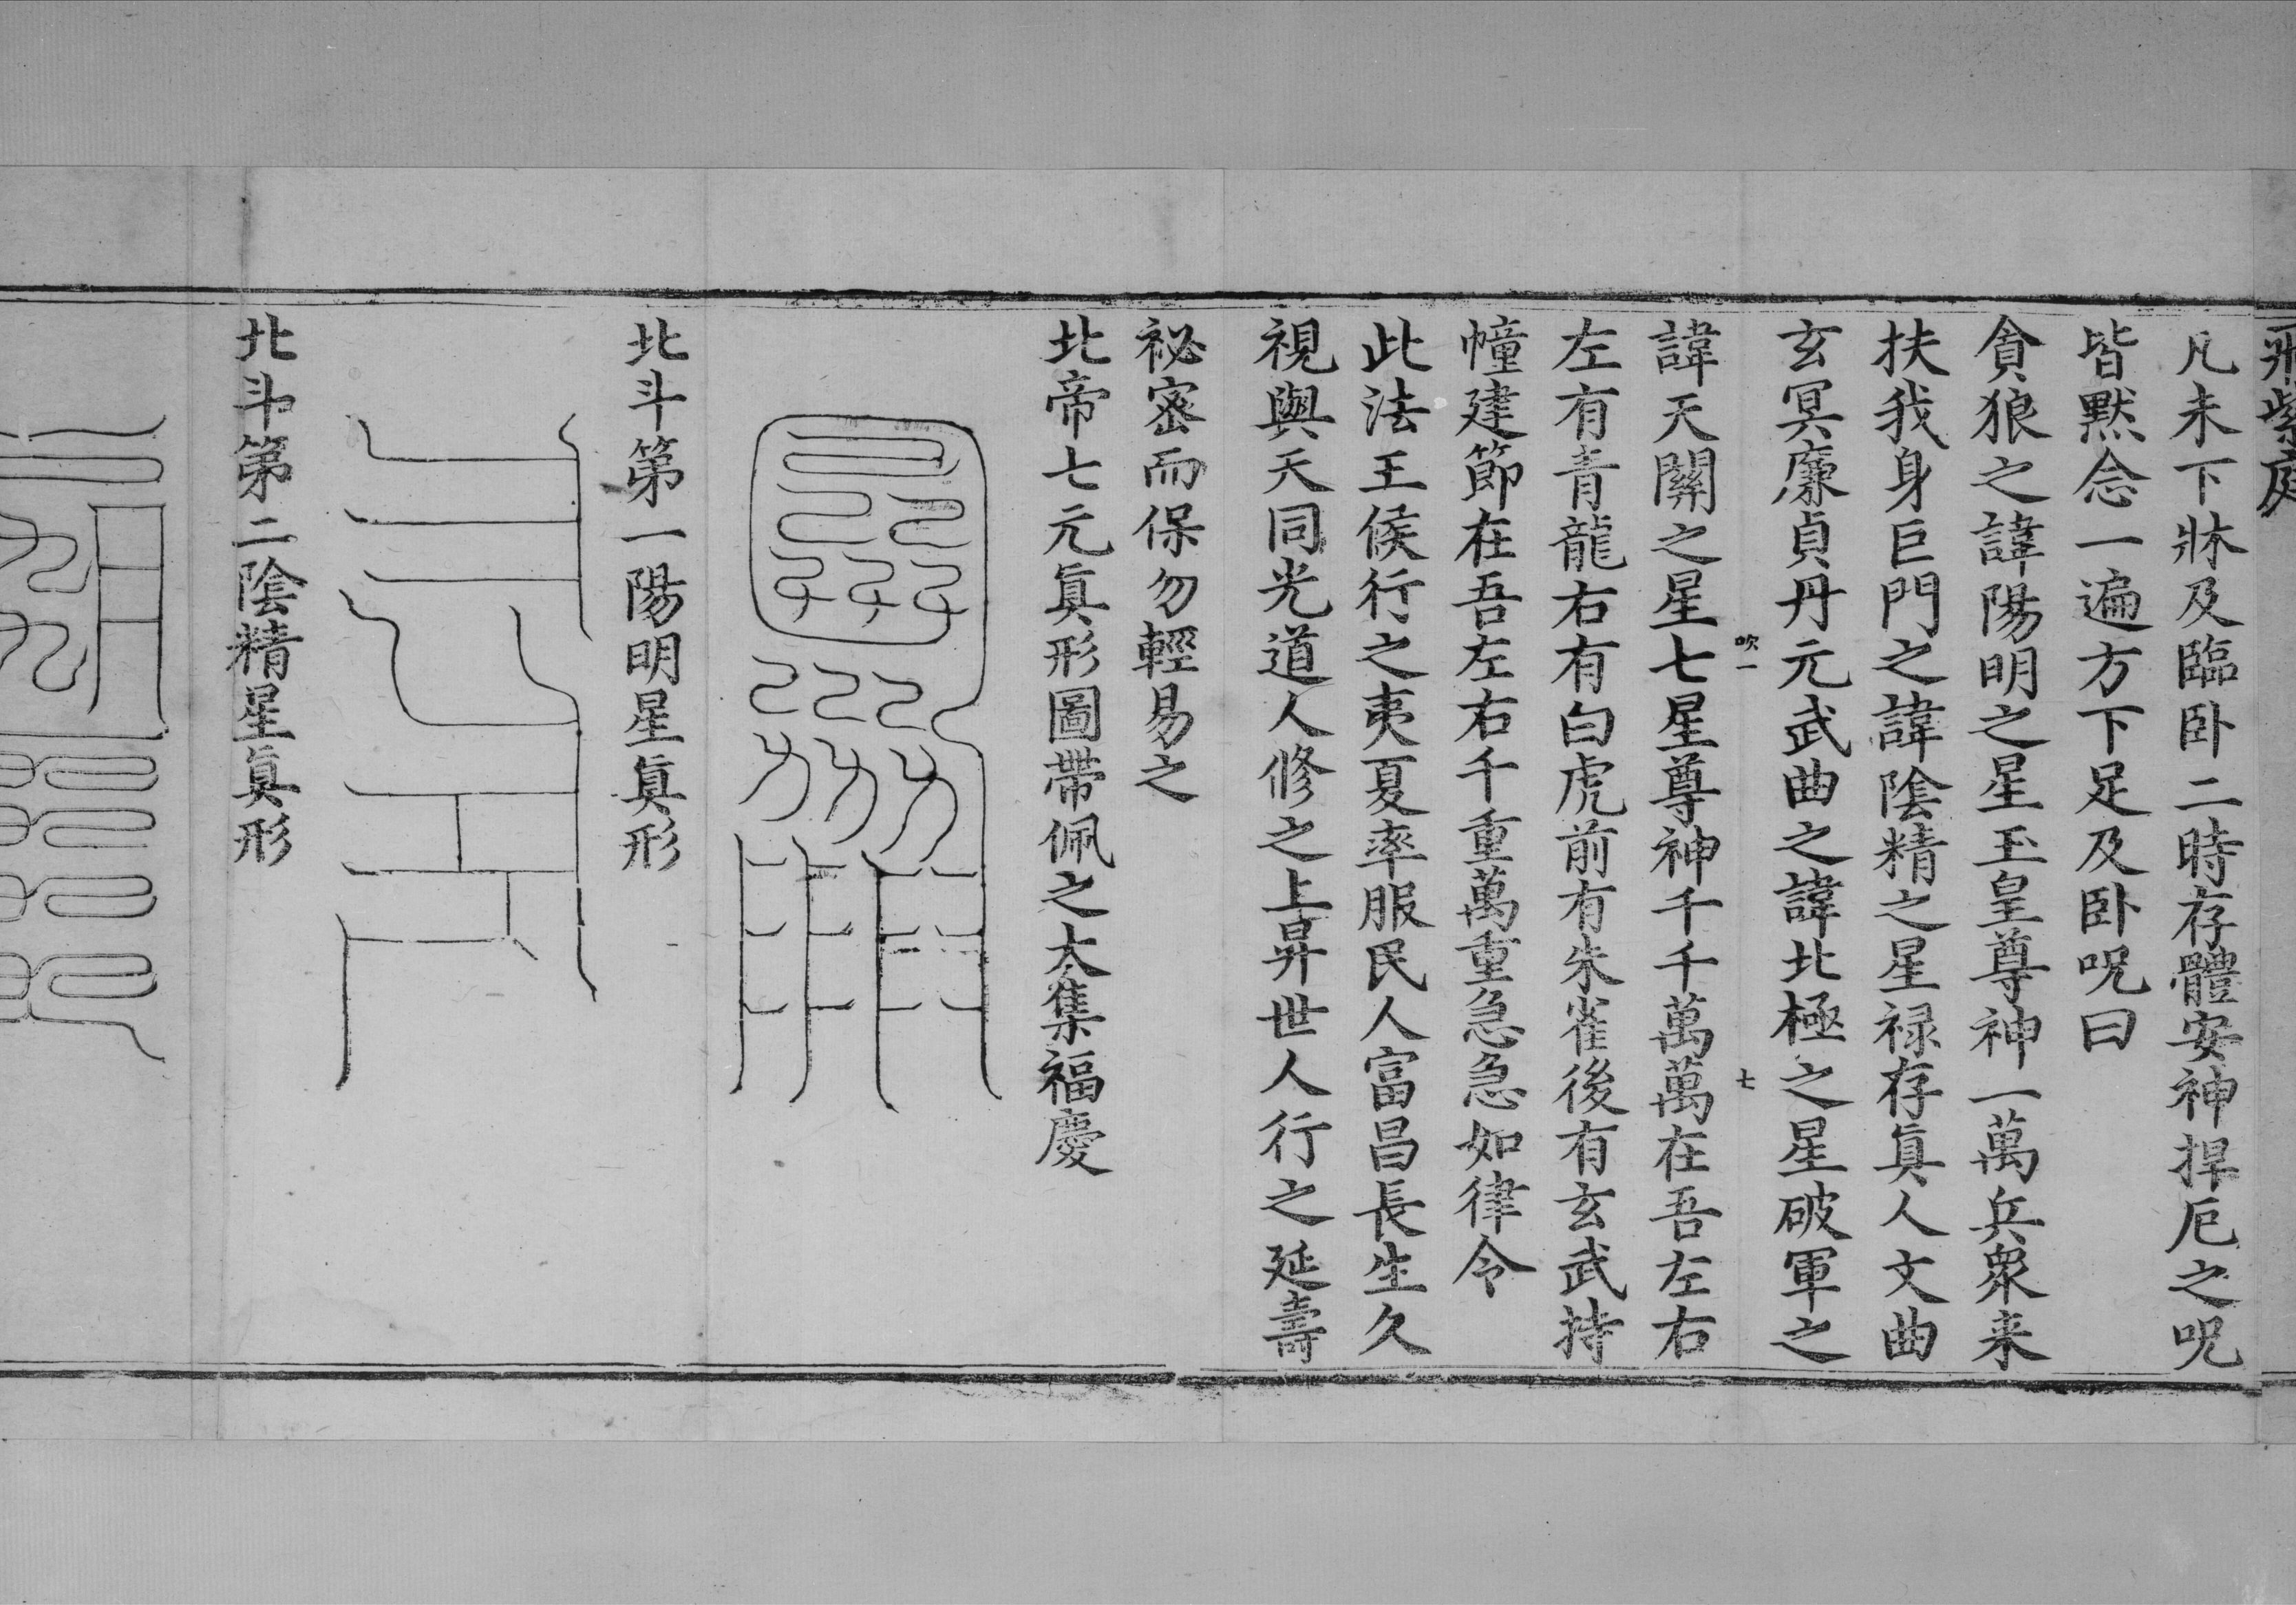 飛紫庭
凡未下牀及臨卧二時存體安神捍厄之呪
皆黙念一遍方下足及卧呪曰
貪狼之諱陽明之星玉皇尊神一萬兵衆来
扶我身巨門之諱陰精之星禄存真人文曲
玄冥廉貞丹元武曲之諱北極之星破軍之
吹一 七
諱天關之星七星尊神千千萬萬在吾左右
左有青龍右有白虎前有朱雀後有玄武持
幢建節在吾左右千重萬重急急如律令
此法王侯行之夷夏率服民人富昌長生久
視與天同光道人修之上昇世人行之延壽
祕密而保勿輕易之
北帝七元真形圖帶佩之大集福慶
北斗第一陽明星真形
北斗第二陰精星真形